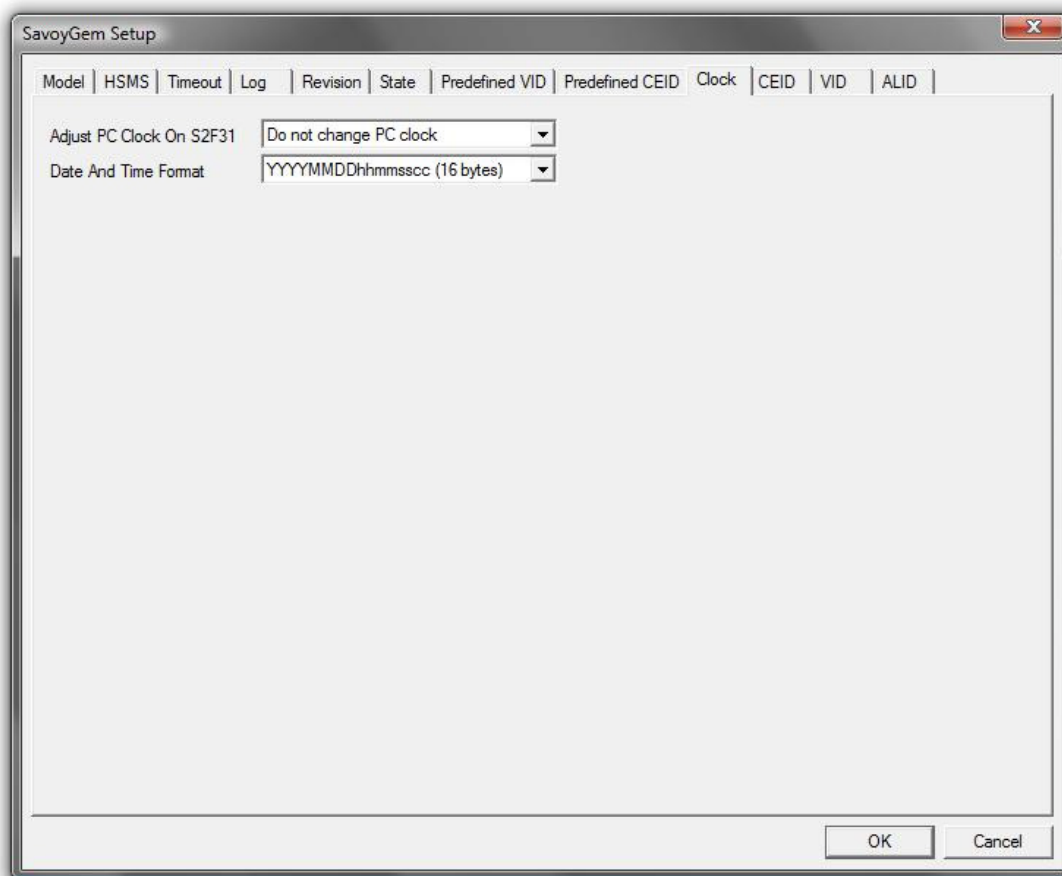 SavoyGem Setup
Model HSMS Timeout Log Revision State Predefined VID Predefined CEID Clock CEID VID ALID
Adjust PC Clock On S2F31 Do not change PC clock
Date And Time Format YYYYMMDDhhmmsscc (16 bytes)
OK Cancel